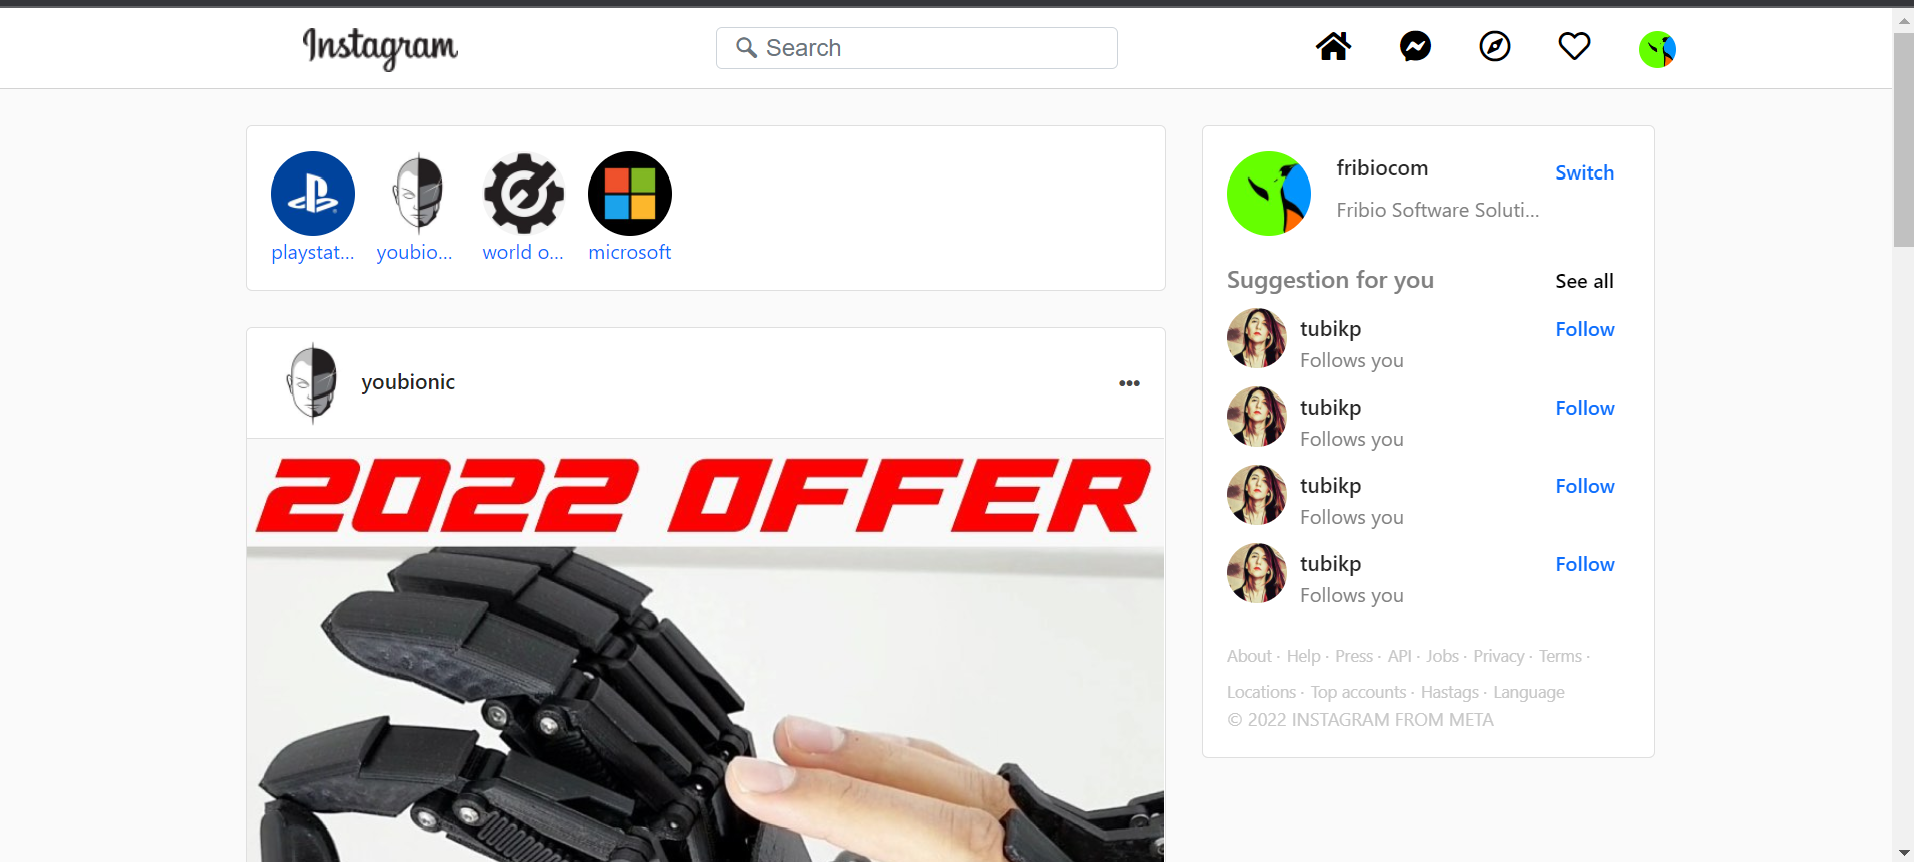 Instagram
Search
playstat...
youbio...
world o...
microsoft
fribiocom
Switch
Fribio Software Soluti...
Suggestion for you
See all
tubikp
Follow
Follows you
tubikp
Follow
Follows you
tubikp
Follow
Follows you
tubikp
Follow
Follows you
About · Help · Press · API · Jobs · Privacy · Terms ·
Locations · Top accounts · Hastags · Language
© 2022 INSTAGRAM FROM META
youbionic
2022 OFFER